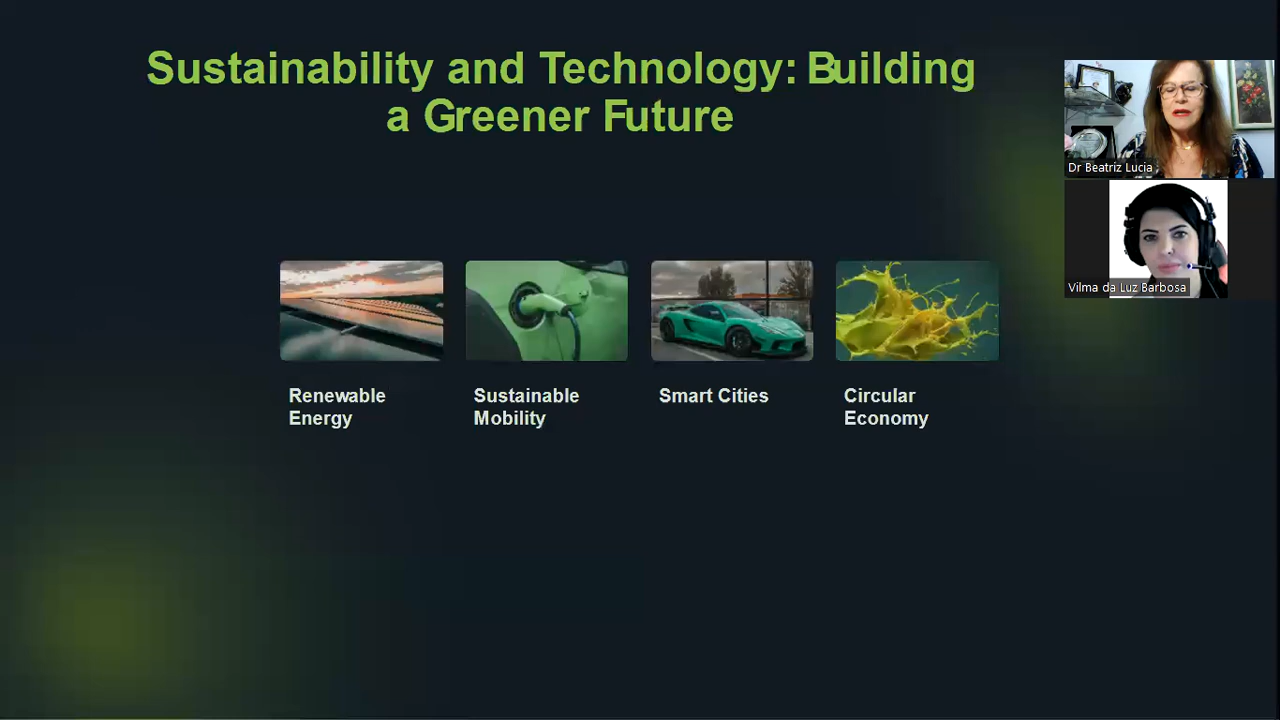 Sustainability and Technology: Building
a Greener Future
Dr Beatriz Lucia
Vilma da Luz Barbosa
Renewable
Energy
Sustainable
Mobility
Smart Cities
Circular
Economy